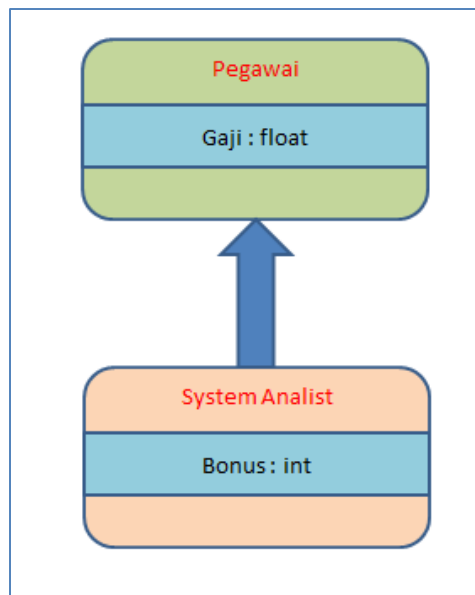 Pegawai
Gaji : float
System Analist
Bonus : int